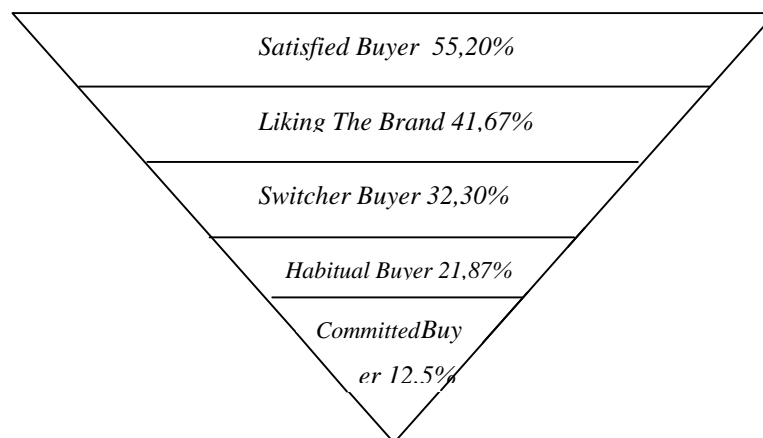 Satisfied Buyer 55,20%
Liking The Brand 41,67%
Switcher Buyer 32,30%
Habitual Buyer 21,87%
CommittedBuy
er 12,5%